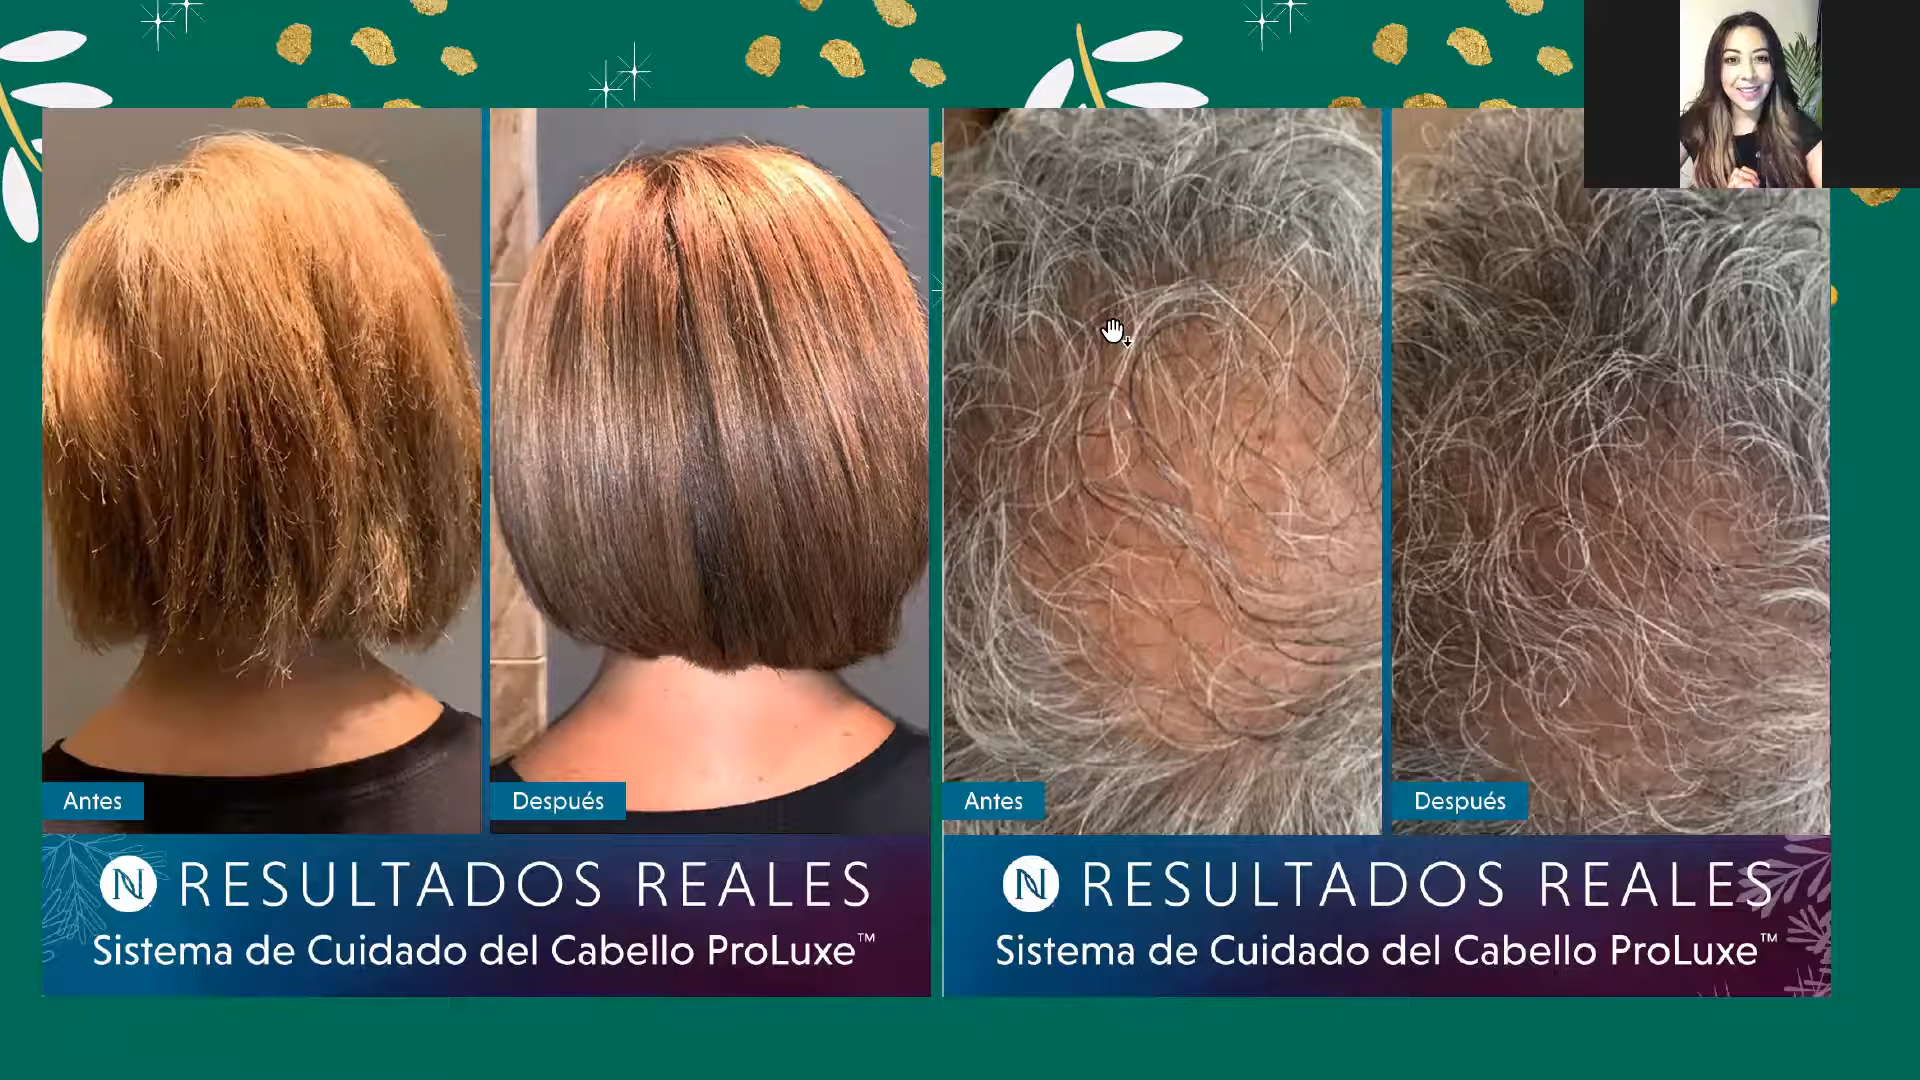 Antes
Después
RESULTADOS REALES
Sistema de Cuidado del Cabello ProLuxe™
Antes
Después
RESULTADOS REALES
Sistema de Cuidado del Cabello ProLuxe™